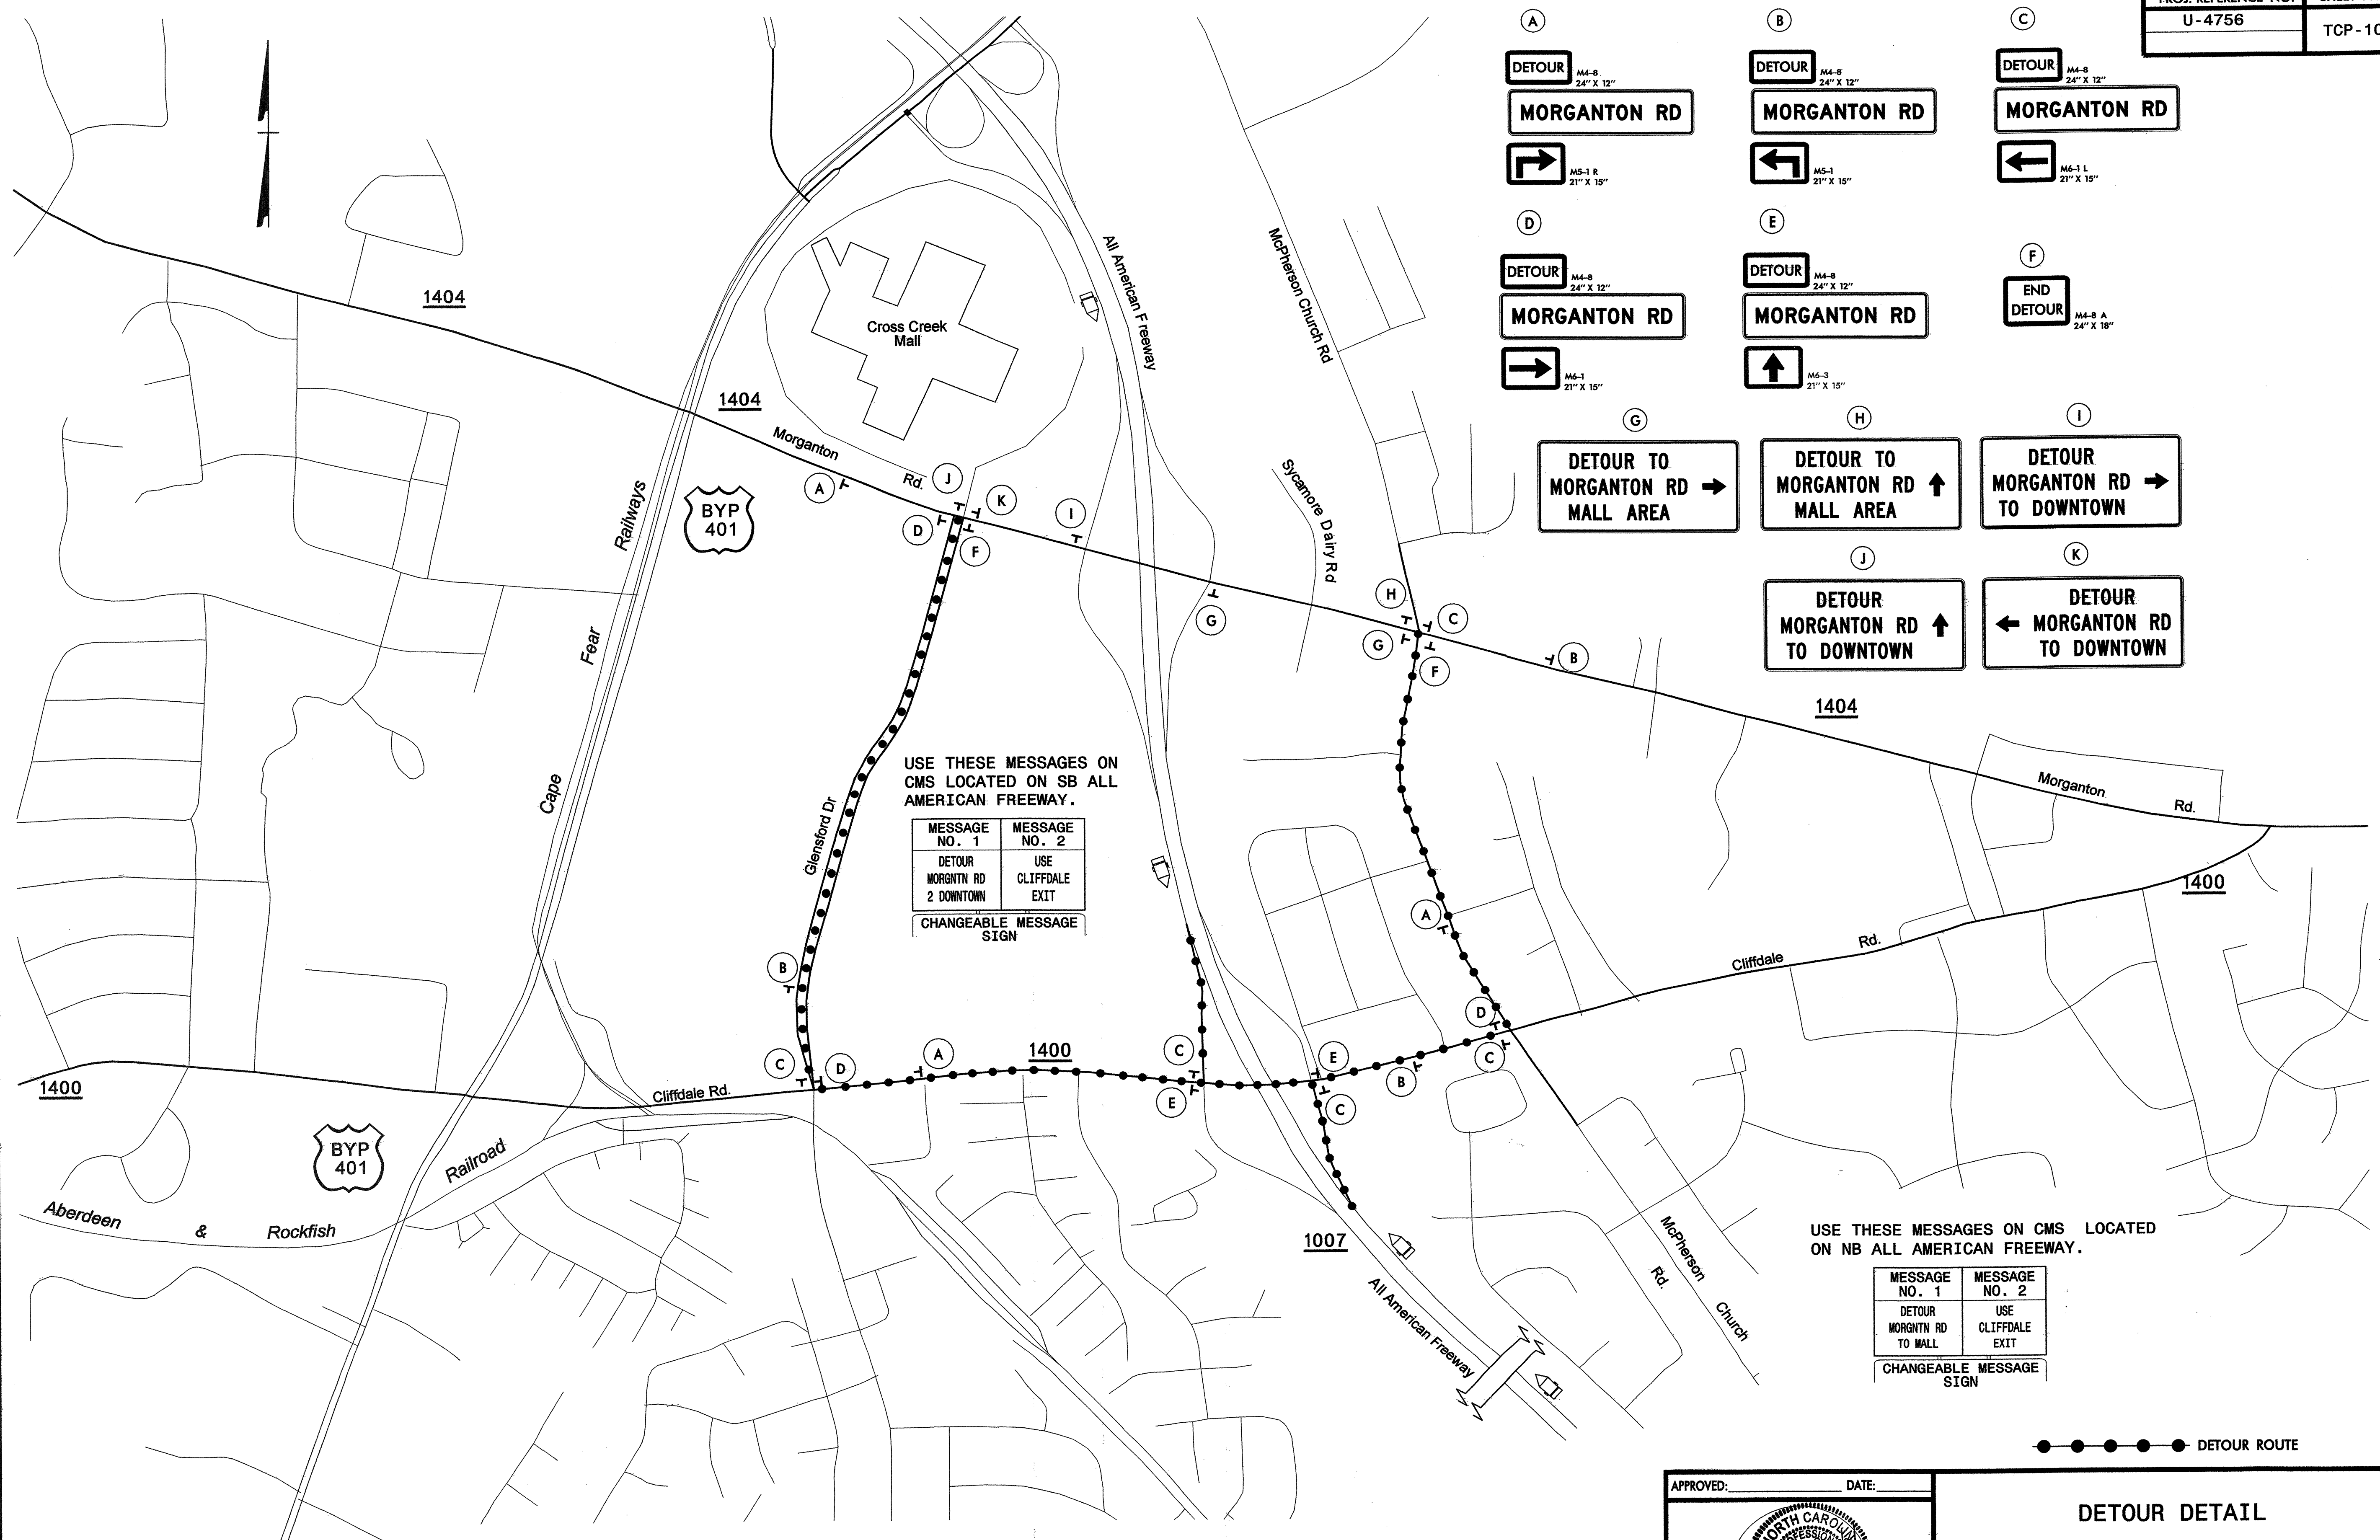 U-4756
TCP-10
A
DETOUR
M4-8
24" X 12"
MORGANTON RD
M5-1 R
21" X 15"
B
DETOUR
M4-8
24" X 12"
MORGANTON RD
M5-1
21" X 15"
C
DETOUR
M4-8
24" X 12"
MORGANTON RD
M6-1 L
21" X 15"
D
DETOUR
M4-8
24" X 12"
MORGANTON RD
M6-1
21" X 15"
E
DETOUR
M4-8
24" X 12"
MORGANTON RD
M6-3
21" X 15"
F
END
DETOUR
M4-8 A
24" X 18"
G
DETOUR TO
MORGANTON RD
MALL AREA
H
DETOUR TO
MORGANTON RD
MALL AREA
I
DETOUR
MORGANTON RD
TO DOWNTOWN
J
DETOUR
MORGANTON RD
TO DOWNTOWN
K
DETOUR
MORGANTON RD
TO DOWNTOWN
1404
1404
Cross Creek
Mall
All American Freeway
McPherson Church Rd
Morganton
Rd.
Sycamore Dairy Rd
BYP
401
Cape
Fear
Railways
A
J
K
D
F
I
G
H
C
G
F
B
1404
Morganton
Rd.
1400
Glensford Dr
USE THESE MESSAGES ON
CMS LOCATED ON SB ALL
AMERICAN FREEWAY.
MESSAGE
NO. 1
MESSAGE
NO. 2
DETOUR
MORGNTN RD
2 DOWNTOWN
USE
CLIFFDALE
EXIT
CHANGEABLE MESSAGE
SIGN
A
D
Cliffdale
Rd.
B
C
D
A
1400
C
E
E
B
C
C
1400
Cliffdale Rd.
BYP
401
Aberdeen
&
Rockfish
Railroad
1007
All American Freeway
McPherson
Church
Rd.
USE THESE MESSAGES ON CMS LOCATED
ON NB ALL AMERICAN FREEWAY.
MESSAGE
NO. 1
MESSAGE
NO. 2
DETOUR
MORGNTN RD
TO MALL
USE
CLIFFDALE
EXIT
CHANGEABLE MESSAGE
SIGN
DETOUR ROUTE
APPROVED:
DATE:
NORTH CAROLINA
DETOUR DETAIL